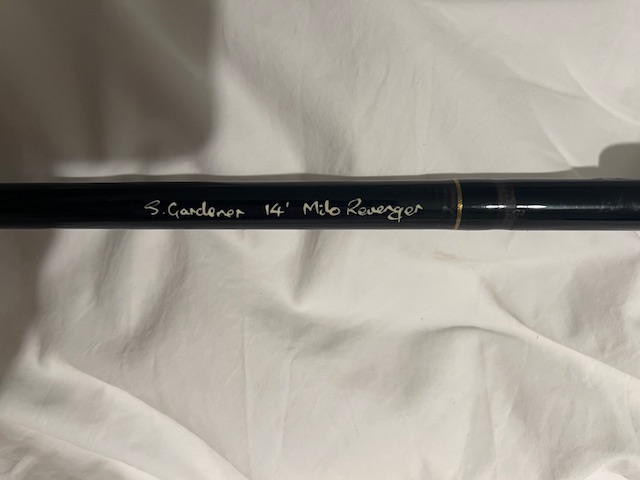 S. Gardener 14' Milo Revenger